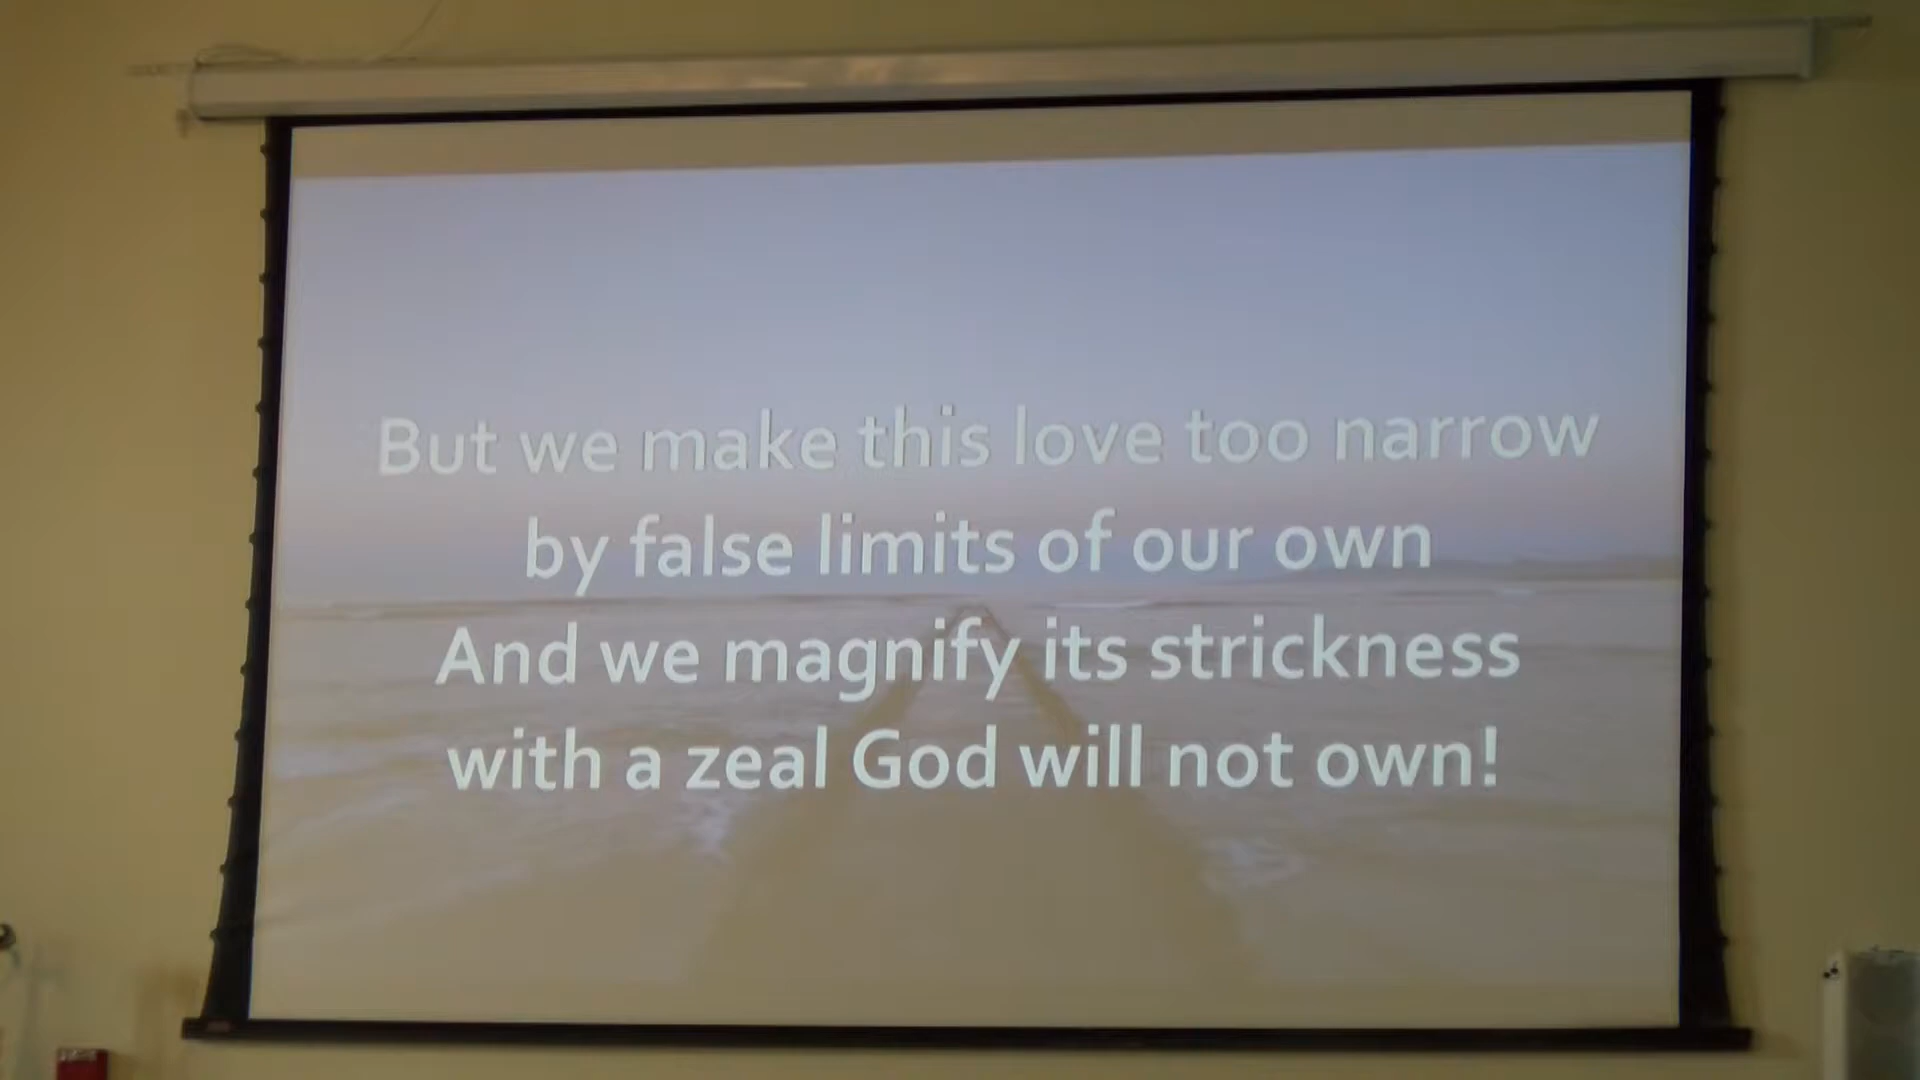 But we make this love too narrow
by false limits of our own
And we magnify its strickness
with a zeal God will not own!